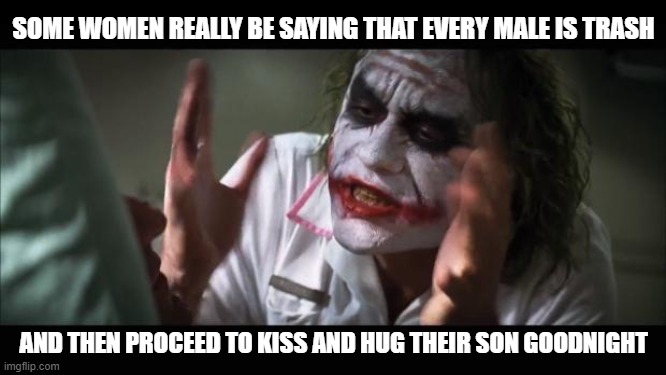 SOME WOMEN REALLY BE SAYING THAT EVERY MALE IS TRASH
AND THEN PROCEED TO KISS AND HUG THEIR SON GOODNIGHT
imgflip.com